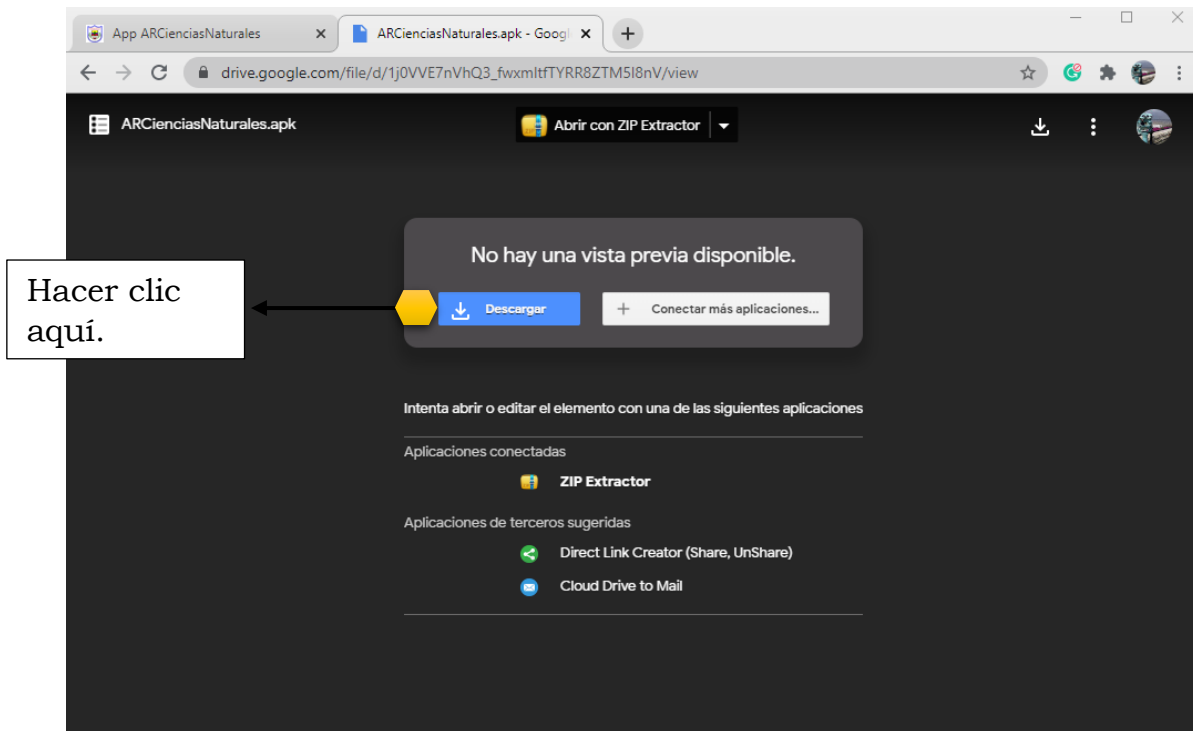 App ARCienciasNaturales
ARCienciasNaturales.apk - Googl
drive.google.com/file/d/1j0VVE7nVhQ3_fwxmItfTYRR8ZTM5I8nV/view
ARCienciasNaturales.apk
Abrir con ZIP Extractor
No hay una vista previa disponible.
Hacer clic
aquí.
Descargar
Conectar más aplicaciones...
Intenta abrir o editar el elemento con una de las siguientes aplicaciones
Aplicaciones conectadas
ZIP Extractor
Aplicaciones de terceros sugeridas
Direct Link Creator (Share, UnShare)
Cloud Drive to Mail